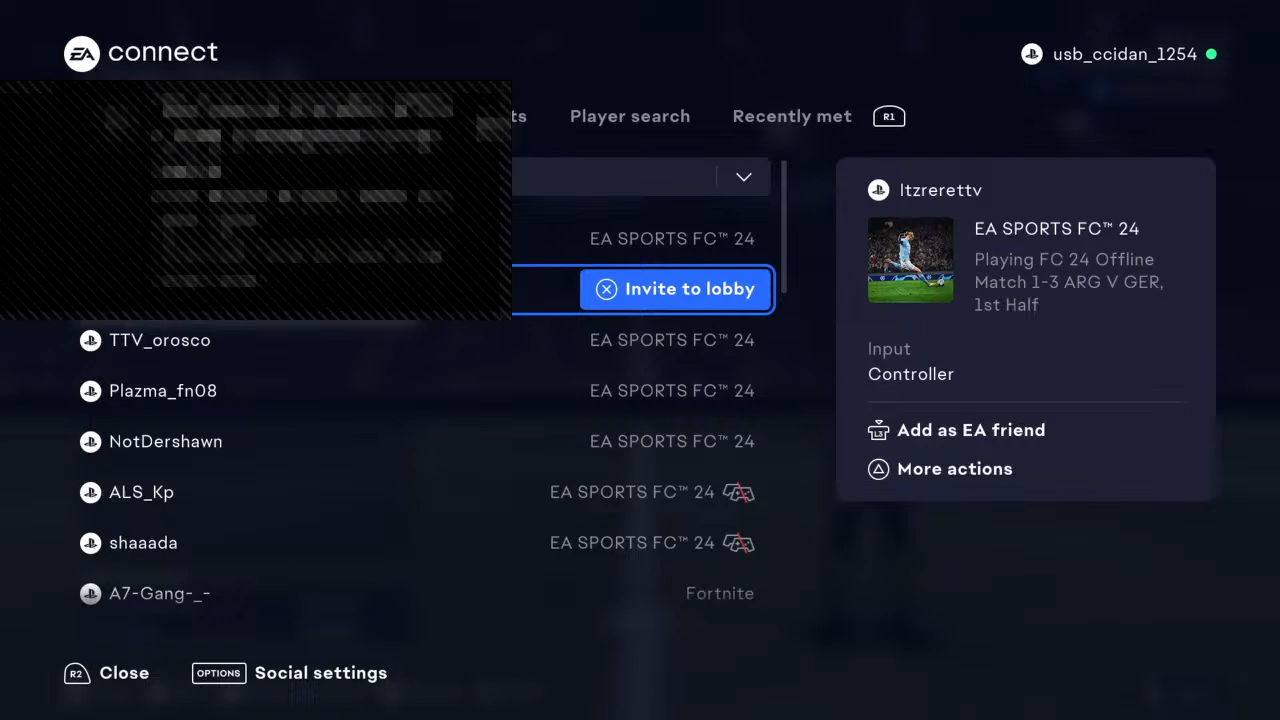 EA connect
usb_ccidan_1254
ts Player search Recently met R1
Itzrerettv
EA SPORTS FC™ 24
EA SPORTS FC™ 24
Playing FC 24 Offline
Match 1-3 ARG V GER,
1st Half
Invite to lobby
TTV_orosco EA SPORTS FC™ 24
Input
Controller
Plazma_fn08 EA SPORTS FC™ 24
L3 Add as EA friend
NotDershawn EA SPORTS FC™ 24
More actions
ALS_Kp EA SPORTS FC™ 24
shaaada EA SPORTS FC™ 24
A7-Gang-_- Fortnite
R2 Close OPTIONS Social settings